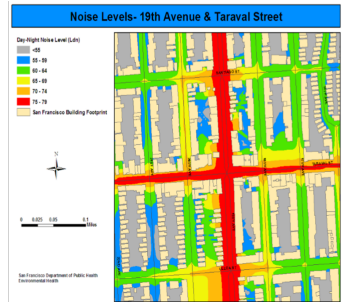 Noise Levels- 19th Avenue & Taraval Street
Day-Night Noise Level (Ldn)
<55
55 - 59
60 - 64
65 - 69
70 - 74
75 - 79
San Francisco Building Footprint
N
0 0.025 0.05 0.1
Miles
San Francisco Department of Public Health
Environmental Health